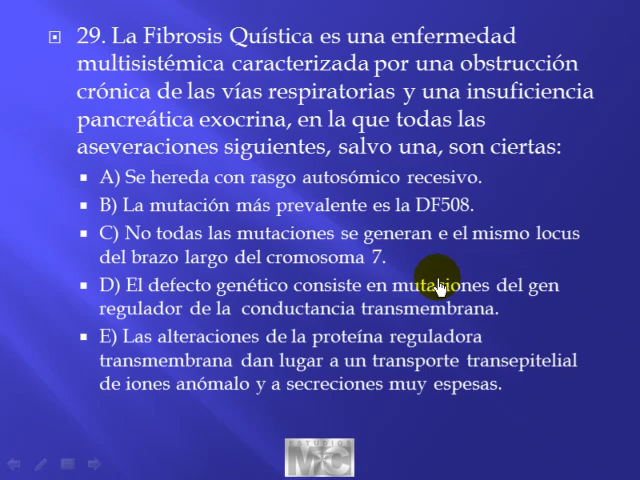 29. La Fibrosis Quística es una enfermedad
multisistémica caracterizada por una obstrucción
crónica de las vías respiratorias y una insuficiencia
pancreática exocrina, en la que todas las
aseveraciones siguientes, salvo una, son ciertas:
A) Se hereda con rasgo autosómico recesivo.
B) La mutación más prevalente es la DF508.
C) No todas las mutaciones se generan e el mismo locus
del brazo largo del cromosoma 7.
D) El defecto genético consiste en mutaciones del gen
regulador de la conductancia transmembrana.
E) Las alteraciones de la proteína reguladora
transmembrana dan lugar a un transporte transepitelial
de iones anómalo y a secreciones muy espesas.
ESTUDIOS
MC